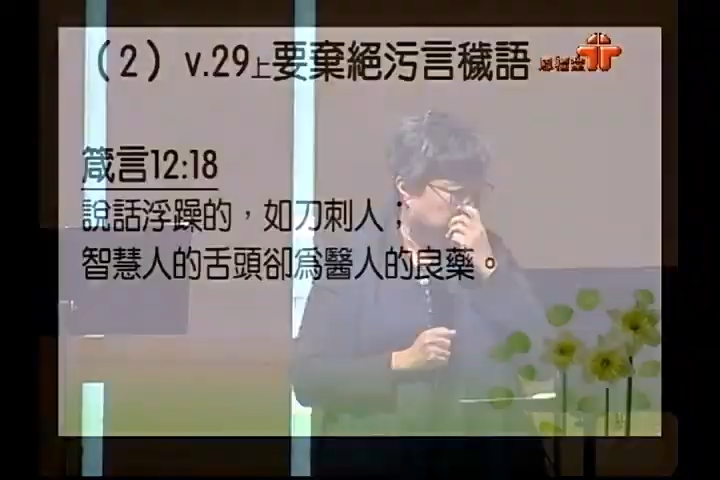 （2）v.29上要棄絕污言穢語
箴言12:18
說話浮躁的，如刀刺人；
智慧人的舌頭卻為醫人的良藥。